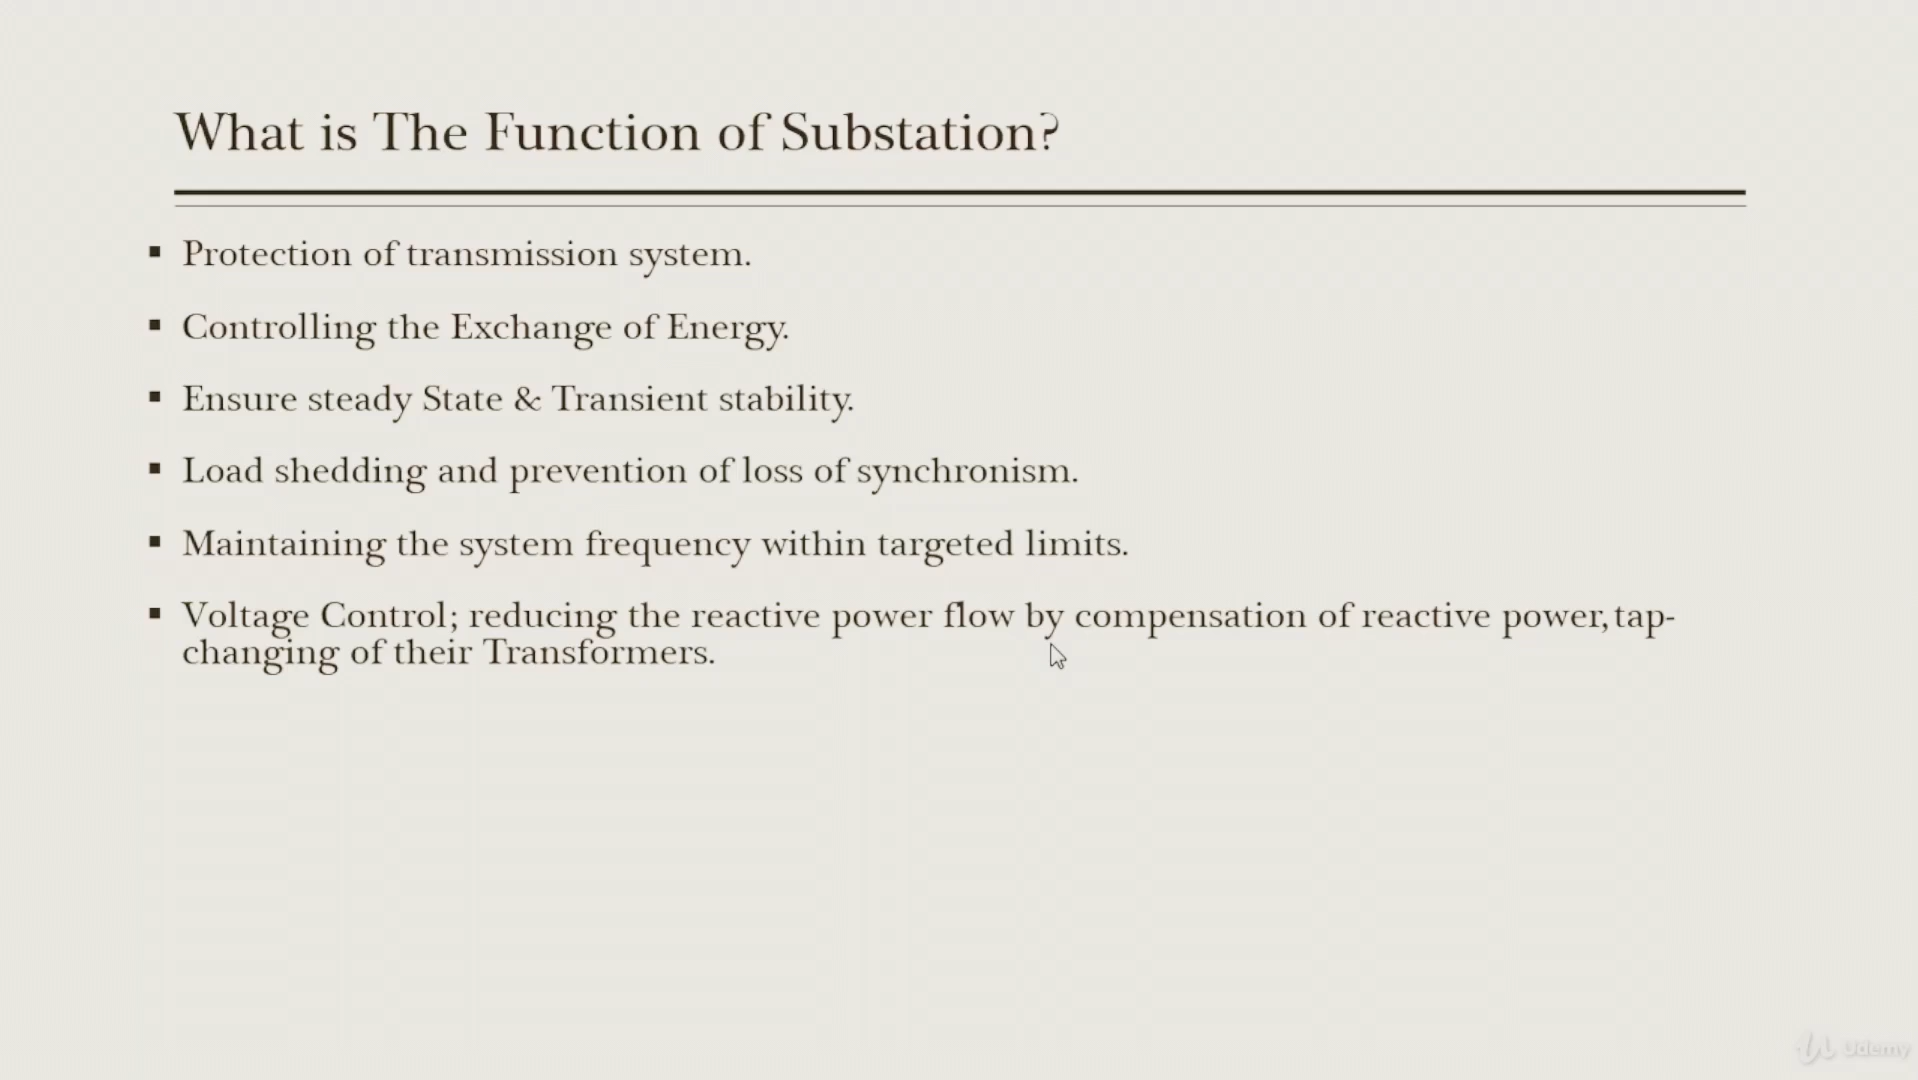 What is The Function of Substation?
▪ Protection of transmission system.
▪ Controlling the Exchange of Energy.
▪ Ensure steady State & Transient stability.
▪ Load shedding and prevention of loss of synchronism.
▪ Maintaining the system frequency within targeted limits.
▪ Voltage Control; reducing the reactive power flow by compensation of reactive power, tap-
changing of their Transformers.
Udemy